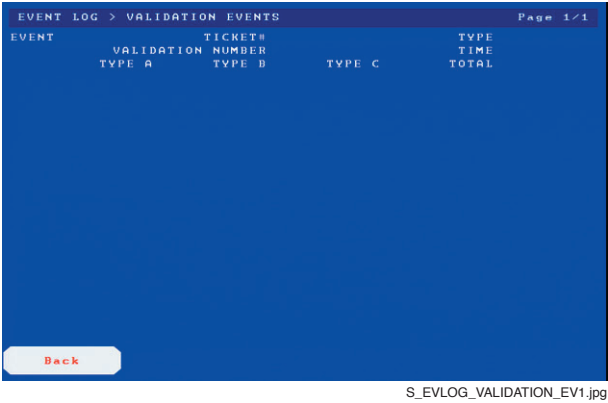 EVENT LOG > VALIDATION EVENTS Page 1/1
EVENT TICKET# TYPE
VALIDATION NUMBER TIME
TYPE A TYPE B TYPE C TOTAL
Back
S_EVLOG_VALIDATION_EV1.jpg